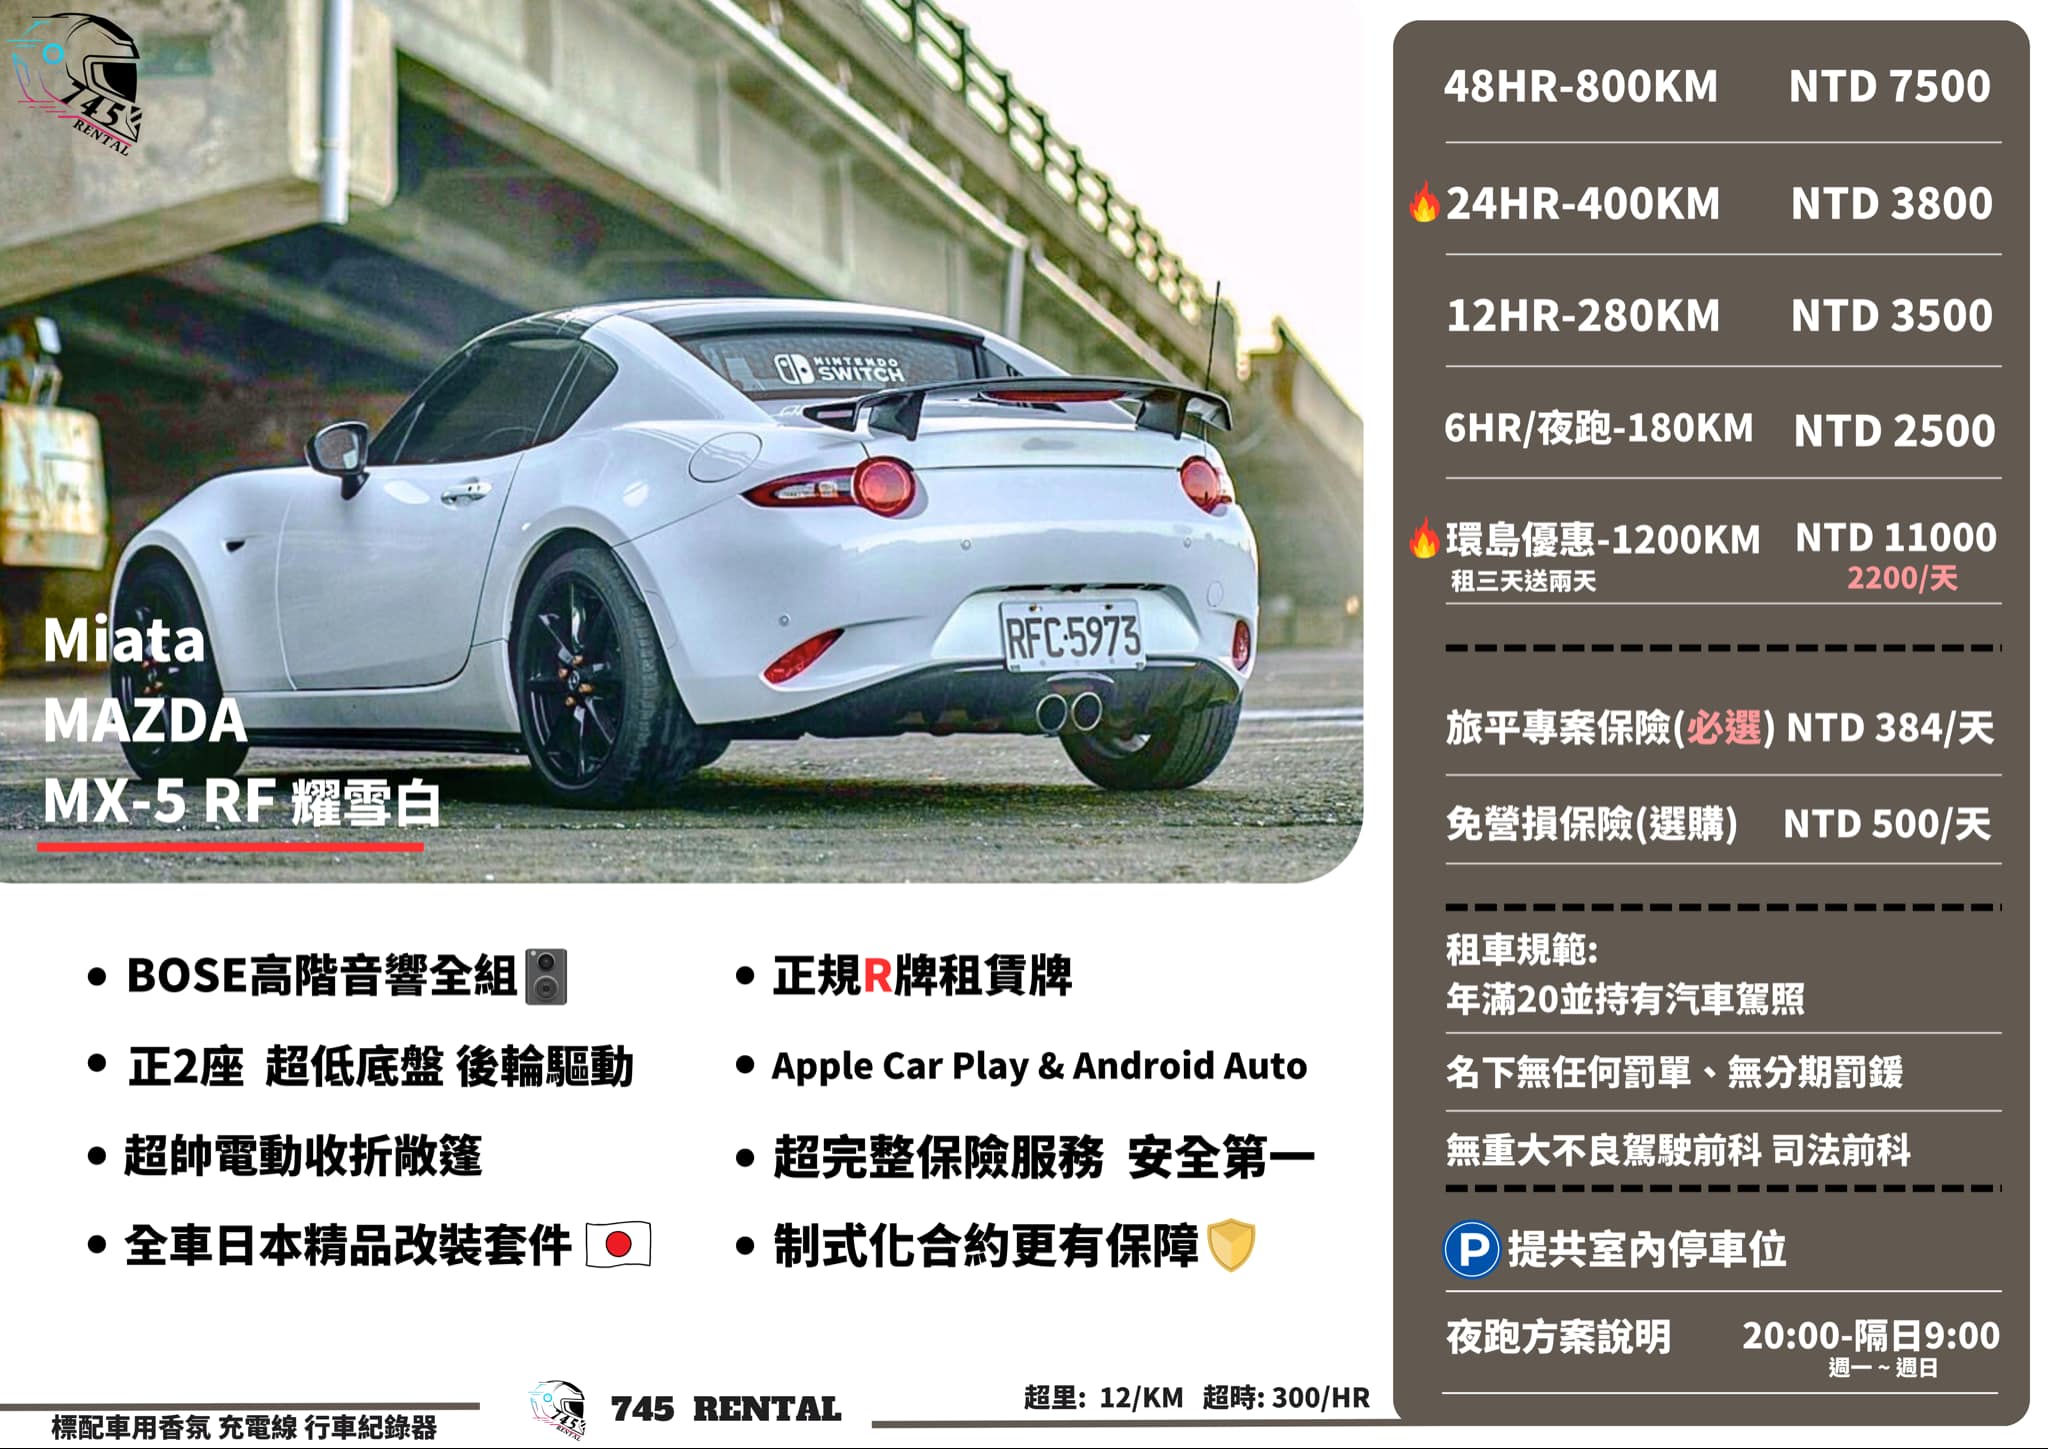 745
RENTAL
NINTENDO
SWITCH
RFC-5973
Miata
MAZDA
MX-5 RF 耀雪白
48HR-800KM NTD 7500
🔥24HR-400KM NTD 3800
12HR-280KM NTD 3500
6HR/夜跑-180KM NTD 2500
🔥環島優惠-1200KM NTD 11000
租三天送兩天 2200/天
旅平專案保險(必選) NTD 384/天
免營損保險(選購) NTD 500/天
租車規範:
年滿20並持有汽車駕照
名下無任何罰單、無分期罰鍰
無重大不良駕駛前科 司法前科
P 提共室內停車位
夜跑方案說明 20:00-隔日9:00
週一 ~ 週日
• BOSE高階音響全組
• 正2座 超低底盤 後輪驅動
• 超帥電動收折敞篷
• 全車日本精品改裝套件
• 正規R牌租賃牌
• Apple Car Play & Android Auto
• 超完整保險服務 安全第一
• 制式化合約更有保障
標配車用香氛 充電線 行車紀錄器
745
RENTAL
745 RENTAL
超里: 12/KM 超時: 300/HR